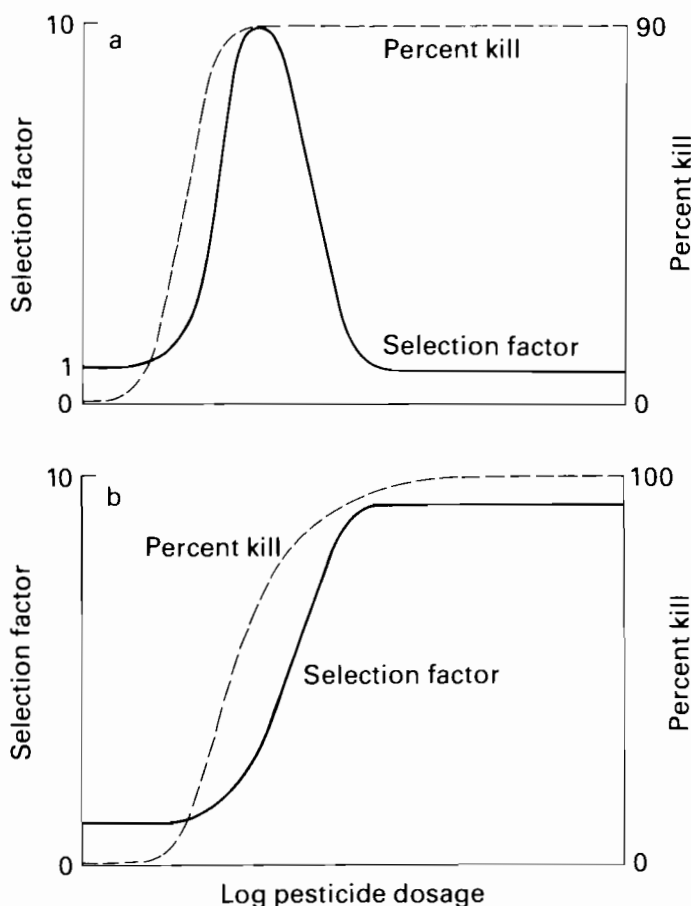 10
a
90
Percent kill
Selection factor
Percent kill
Selection factor
1
0
0
10
b
100
Percent kill
Selection factor
Percent kill
Selection factor
0
0
Log pesticide dosage